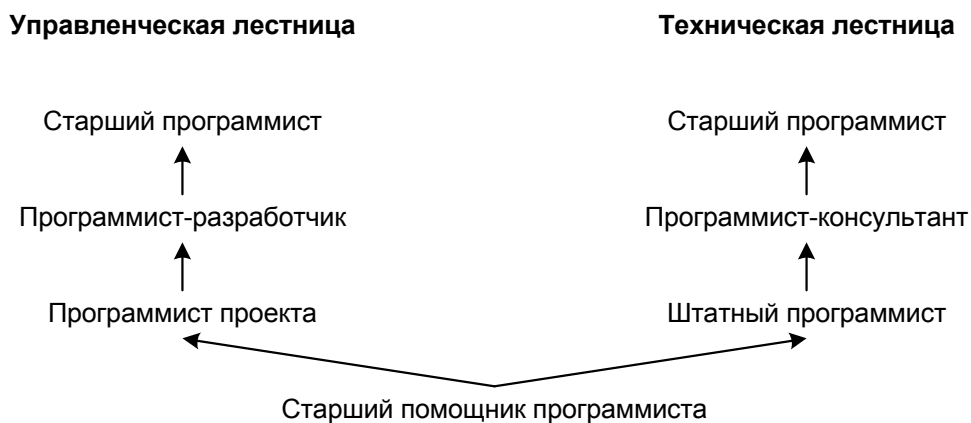 Управленческая лестница
Техническая лестница
Старший программист
Старший программист
Программист-разработчик
Программист-консультант
Программист проекта
Штатный программист
Старший помощник программиста